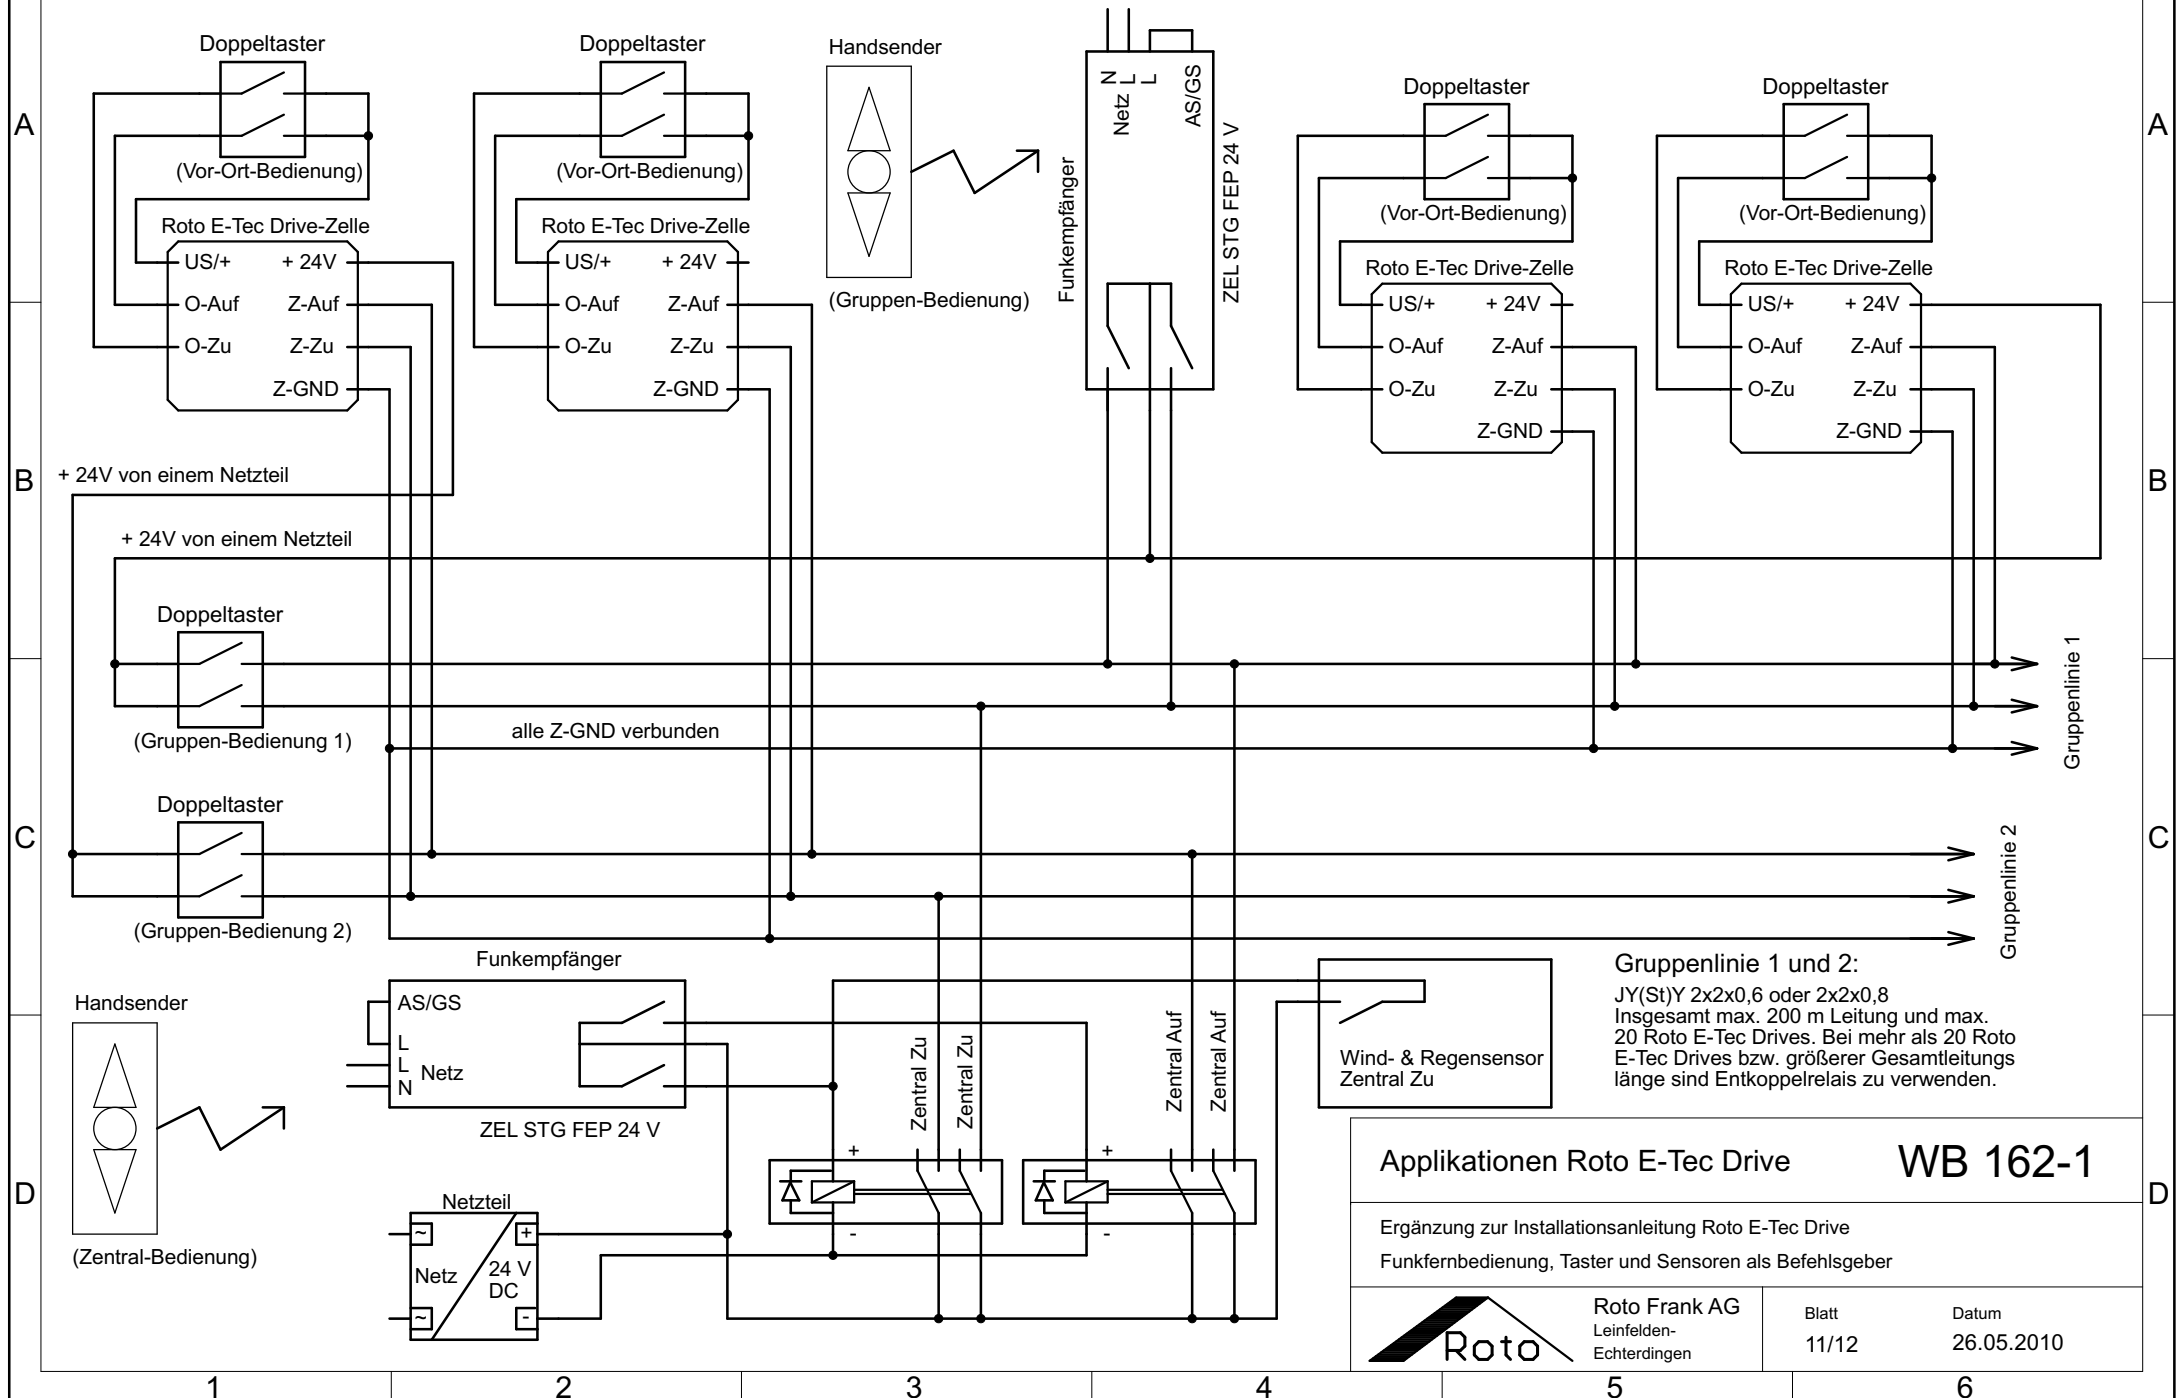 Doppeltaster
(Vor-Ort-Bedienung)
Roto E-Tec Drive-Zelle
US/+ + 24V
O-Auf Z-Auf
O-Zu Z-Zu
Z-GND
Doppeltaster
(Vor-Ort-Bedienung)
Roto E-Tec Drive-Zelle
US/+ + 24V
O-Auf Z-Auf
O-Zu Z-Zu
Z-GND
Handsender
(Gruppen-Bedienung)
Funkempfänger
N
L
L
Netz
AS/GS
ZEL STG FEP 24 V
Doppeltaster
(Vor-Ort-Bedienung)
Roto E-Tec Drive-Zelle
US/+ + 24V
O-Auf Z-Auf
O-Zu Z-Zu
Z-GND
Doppeltaster
(Vor-Ort-Bedienung)
Roto E-Tec Drive-Zelle
US/+ + 24V
O-Auf Z-Auf
O-Zu Z-Zu
Z-GND
A
A
B
B
C
C
D
D
+ 24V von einem Netzteil
+ 24V von einem Netzteil
Doppeltaster
(Gruppen-Bedienung 1)
alle Z-GND verbunden
Gruppenlinie 1
Doppeltaster
(Gruppen-Bedienung 2)
Gruppenlinie 2
Handsender
(Zentral-Bedienung)
Funkempfänger
AS/GS
L
L
N
Netz
ZEL STG FEP 24 V
Netzteil
~ +
Netz
24 V
DC
~ -
Zentral Zu
Zentral Zu
+
-
Zentral Auf
Zentral Auf
+
-
Wind- & Regensensor
Zentral Zu
Gruppenlinie 1 und 2:
JY(St)Y 2x2x0,6 oder 2x2x0,8
Insgesamt max. 200 m Leitung und max.
20 Roto E-Tec Drives. Bei mehr als 20 Roto
E-Tec Drives bzw. größerer Gesamtleitungs
länge sind Entkoppelrelais zu verwenden.
Applikationen Roto E-Tec Drive WB 162-1
Ergänzung zur Installationsanleitung Roto E-Tec Drive
Funkfernbedienung, Taster und Sensoren als Befehlsgeber
Roto
Roto Frank AG
Leinfelden-
Echterdingen
Blatt
11/12
Datum
26.05.2010
1 2 3 4 5 6